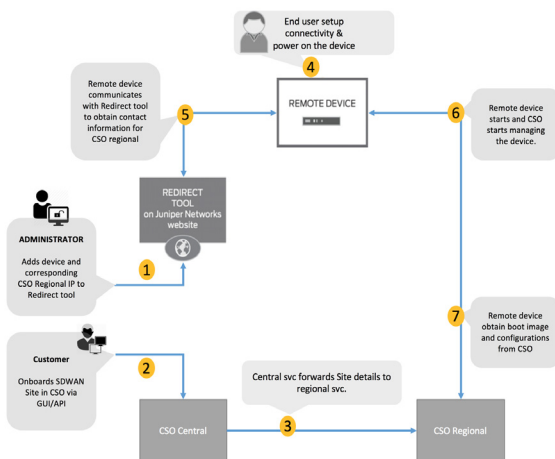 End user setup
connectivity &
power on the device
4
Remote device
communicates
with Redirect tool
to obtain contact
information for
CSO regional
5
REMOTE DEVICE
6
Remote device
starts and CSO
starts managing
the device.
REDIRECT
TOOL
on Juniper Networks
website
ADMINISTRATOR
Adds device and
corresponding
CSO Regional IP to
Redirect tool
1
7
Remote device
obtain boot image
and configurations
from CSO
Customer
Onboards SDWAN
Site in CSO via
GUI/API
2
Central svc forwards Site details to
regional svc.
3
CSO Central
CSO Regional